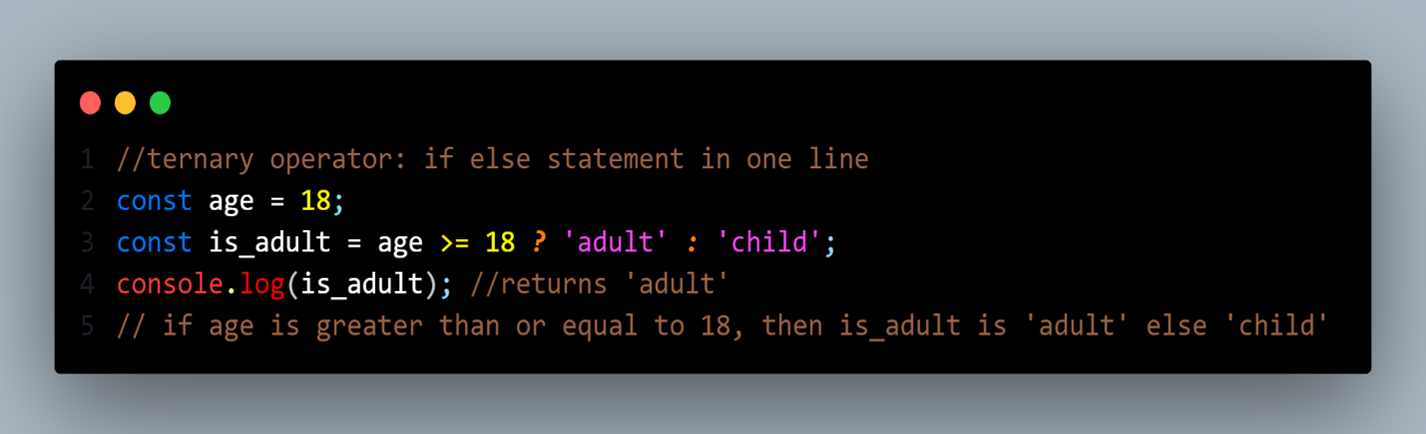 1 //ternary operator: if else statement in one line
2 const age = 18;
3 const is_adult = age >= 18 ? 'adult' : 'child';
4 console.log(is_adult); //returns 'adult'
5 // if age is greater than or equal to 18, then is_adult is 'adult' else 'child'